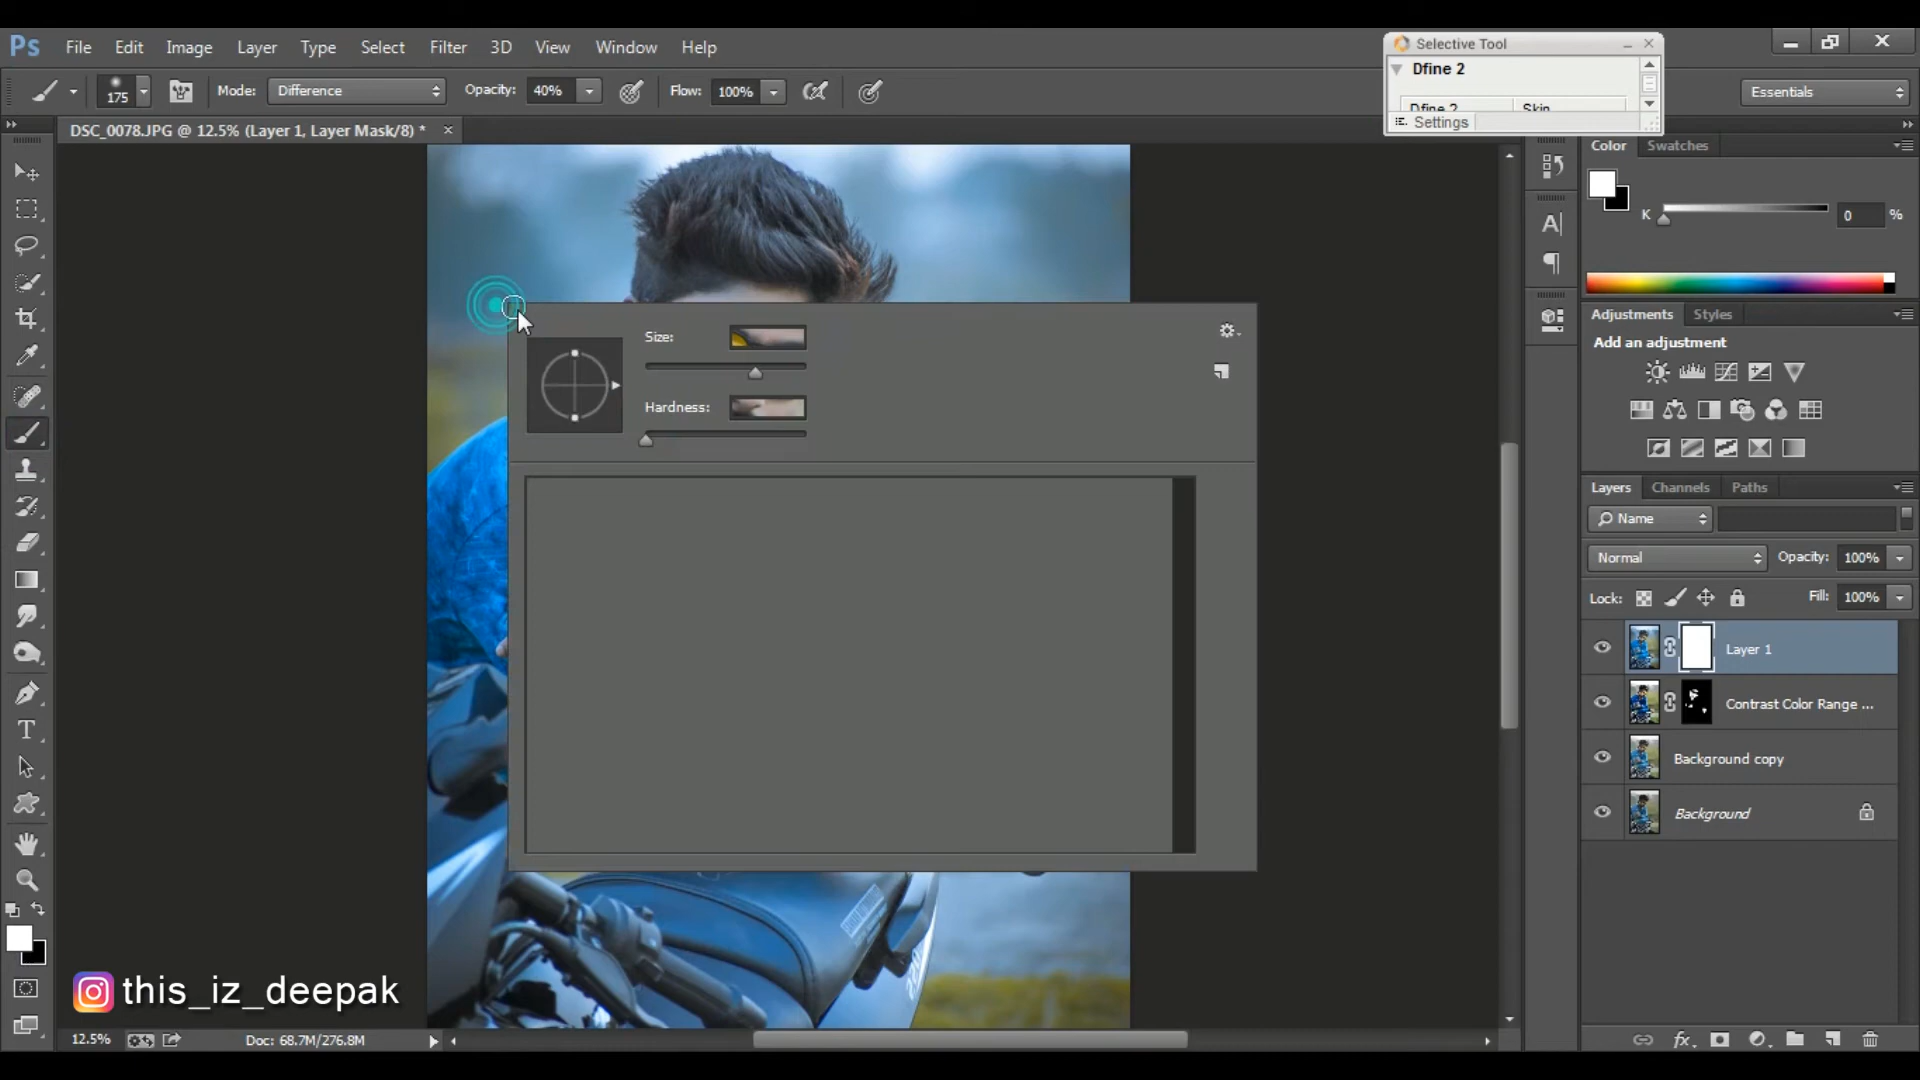 Ps File Edit Image Layer Type Select Filter 3D View Window Help
Selective Tool
Dfine 2
Dfine 2 Skin
Settings
175 Mode: Difference Opacity: 40% Flow: 100%
Essentials
DSC_0078.JPG @ 12.5% (Layer 1, Layer Mask/8) *
Color Swatches
K 0 %
Size:
Hardness:
Adjustments Styles
Add an adjustment
Layers Channels Paths
Name
Normal Opacity: 100%
Lock: Fill: 100%
Layer 1
Contrast Color Range ...
Background copy
Background
this_iz_deepak
12.5% Doc: 68.7M/276.8M